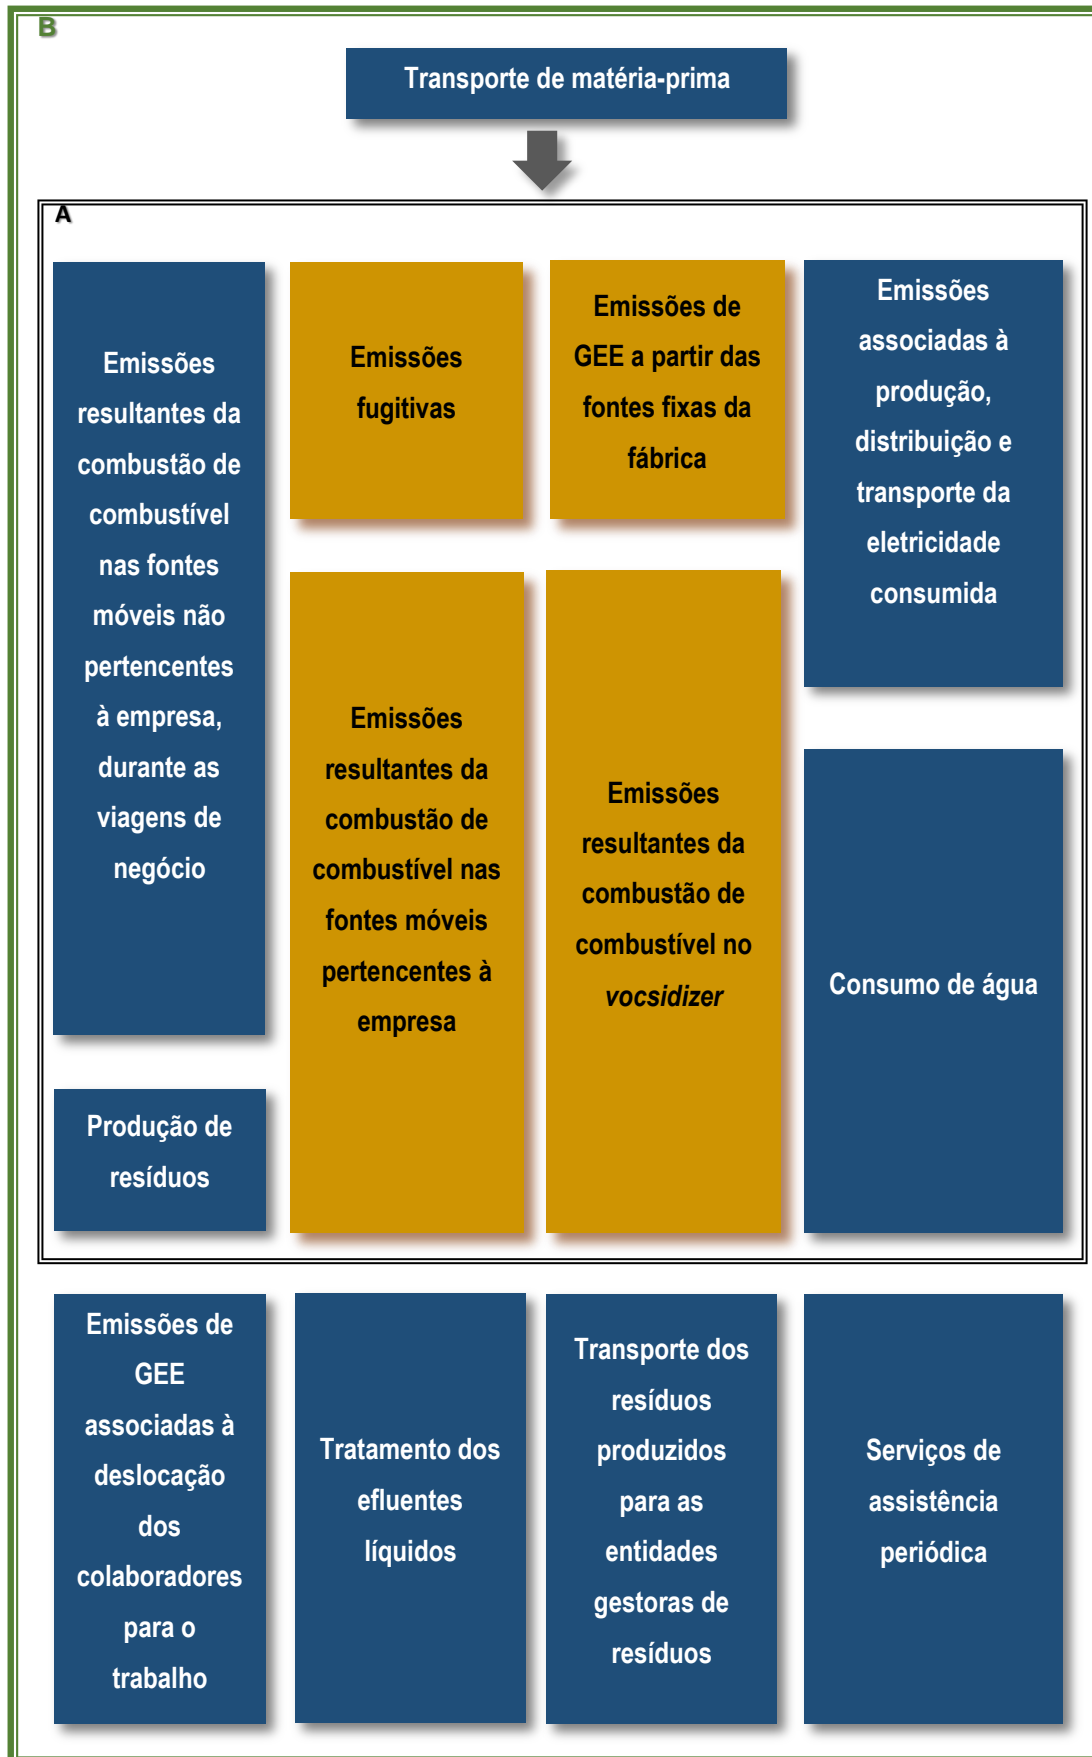 B
Transporte de matéria-prima
A
Emissões
resultantes da
combustão de
combustível
nas fontes
móveis não
pertencentes
à empresa,
durante as
viagens de
negócio
Emissões
fugitivas
Emissões de
GEE a partir das
fontes fixas da
fábrica
Emissões
associadas à
produção,
distribuição e
transporte da
eletricidade
consumida
Emissões
resultantes da
combustão de
combustível nas
fontes móveis
pertencentes à
empresa
Emissões
resultantes da
combustão de
combustível no
vocsidizer
Consumo de água
Produção de
resíduos
Emissões de
GEE
associadas à
deslocação
dos
colaboradores
para o
trabalho
Tratamento dos
efluentes
líquidos
Transporte dos
resíduos
produzidos
para as
entidades
gestoras de
resíduos
Serviços de
assistência
periódica